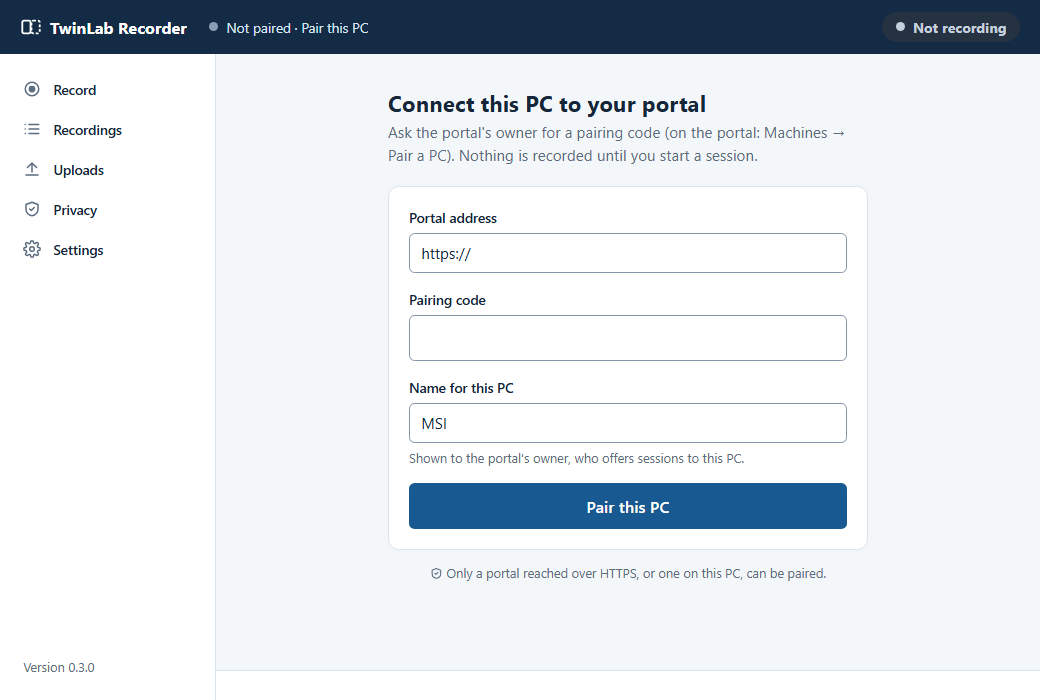 TwinLab Recorder
Not paired · Pair this PC
Not recording
Record
Recordings
Uploads
Privacy
Settings
Connect this PC to your portal
Ask the portal's owner for a pairing code (on the portal: Machines →
Pair a PC). Nothing is recorded until you start a session.
Portal address
https://
Pairing code
Name for this PC
MSI
Shown to the portal's owner, who offers sessions to this PC.
Pair this PC
Only a portal reached over HTTPS, or one on this PC, can be paired.
Version 0.3.0